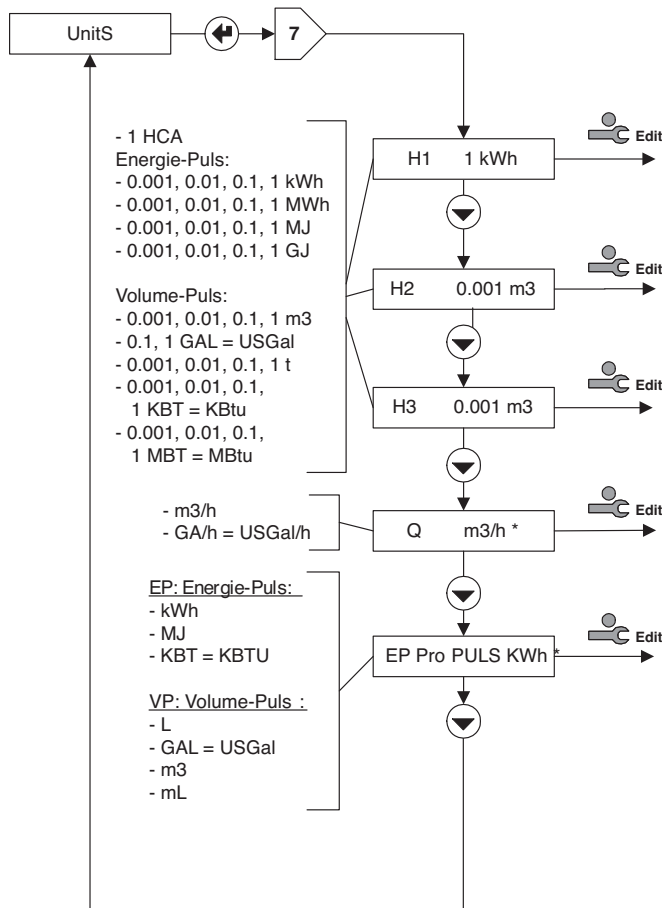 UnitS
7
- 1 HCA
Energie-Puls:
- 0.001, 0.01, 0.1, 1 kWh
- 0.001, 0.01, 0.1, 1 MWh
- 0.001, 0.01, 0.1, 1 MJ
- 0.001, 0.01, 0.1, 1 GJ
Volume-Puls:
- 0.001, 0.01, 0.1, 1 m3
- 0.1, 1 GAL = USGal
- 0.001, 0.01, 0.1, 1 t
- 0.001, 0.01, 0.1,
1 KBT = KBtu
- 0.001, 0.01, 0.1,
1 MBT = MBtu
H1 1 kWh
Edit
H2 0.001 m3
Edit
H3 0.001 m3
Edit
- m3/h
- GA/h = USGal/h
Q m3/h *
Edit
EP: Energie-Puls:
- kWh
- MJ
- KBT = KBTU
VP: Volume-Puls :
- L
- GAL = USGal
- m3
- mL
EP Pro PULS KWh *
Edit